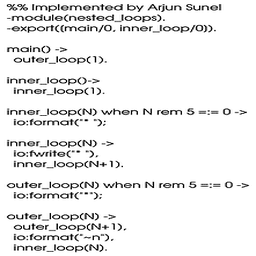 %% Implemented by Arjun Sunel
-module(nested_loops).
-export([main/0, inner_loop/0]).
main() ->
outer_loop(1).
inner_loop()->
inner_loop(1).
inner_loop(N) when N rem 5 =:= 0 ->
io:format("* ");
inner_loop(N) ->
io:fwrite("* "),
inner_loop(N+1).
outer_loop(N) when N rem 5 =:= 0 ->
io:format("*");
outer_loop(N) ->
outer_loop(N+1),
io:format("~n"),
inner_loop(N).